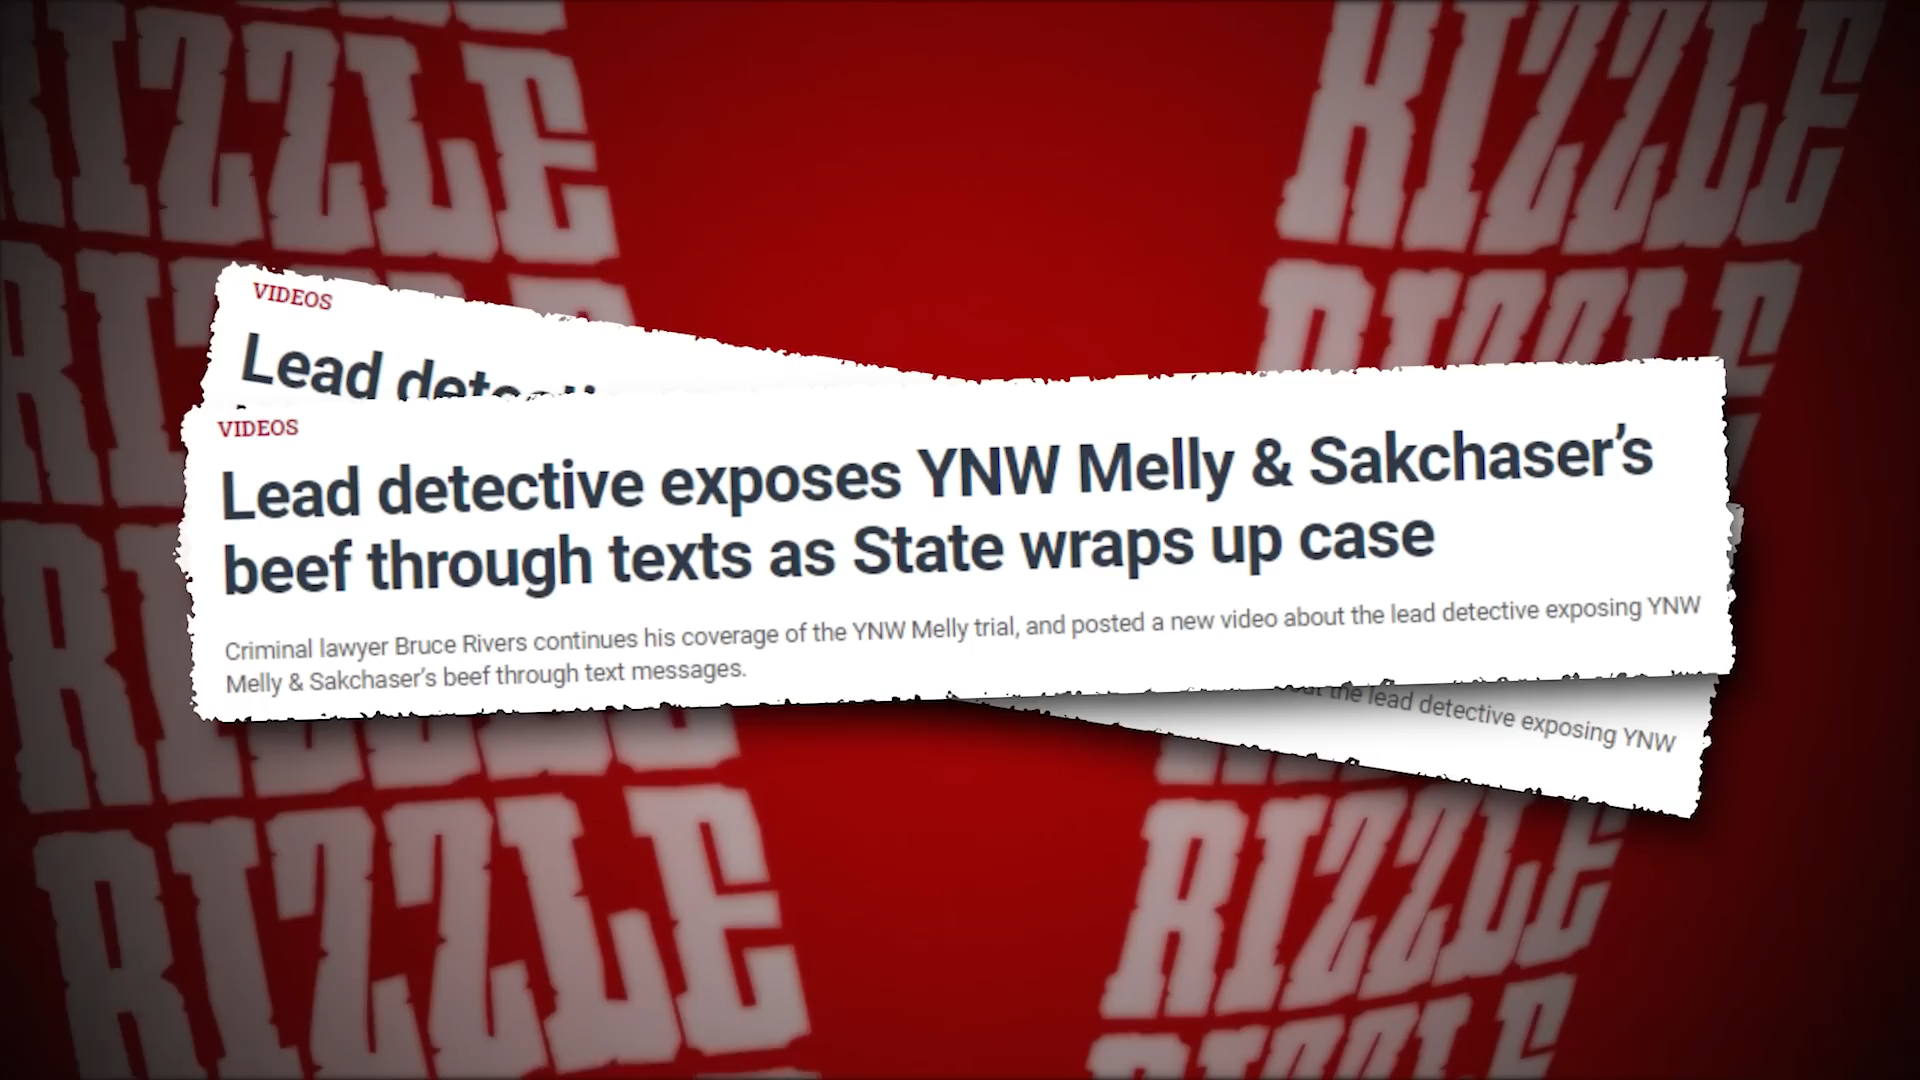 RIZZLE
RIZZLE
RIZZLE
VIDEOS
Lead
VIDEOS
Lead detective exposes YNW Melly & Sakchaser’s
beef through texts as State wraps up case
Criminal lawyer Bruce Rivers continues his coverage of the YNW Melly trial, and posted a new video about the lead detective exposing YNW
Melly & Sakchaser’s beef through text messages.
the lead detective exposing YNW
RIZZLE
RIZZLE